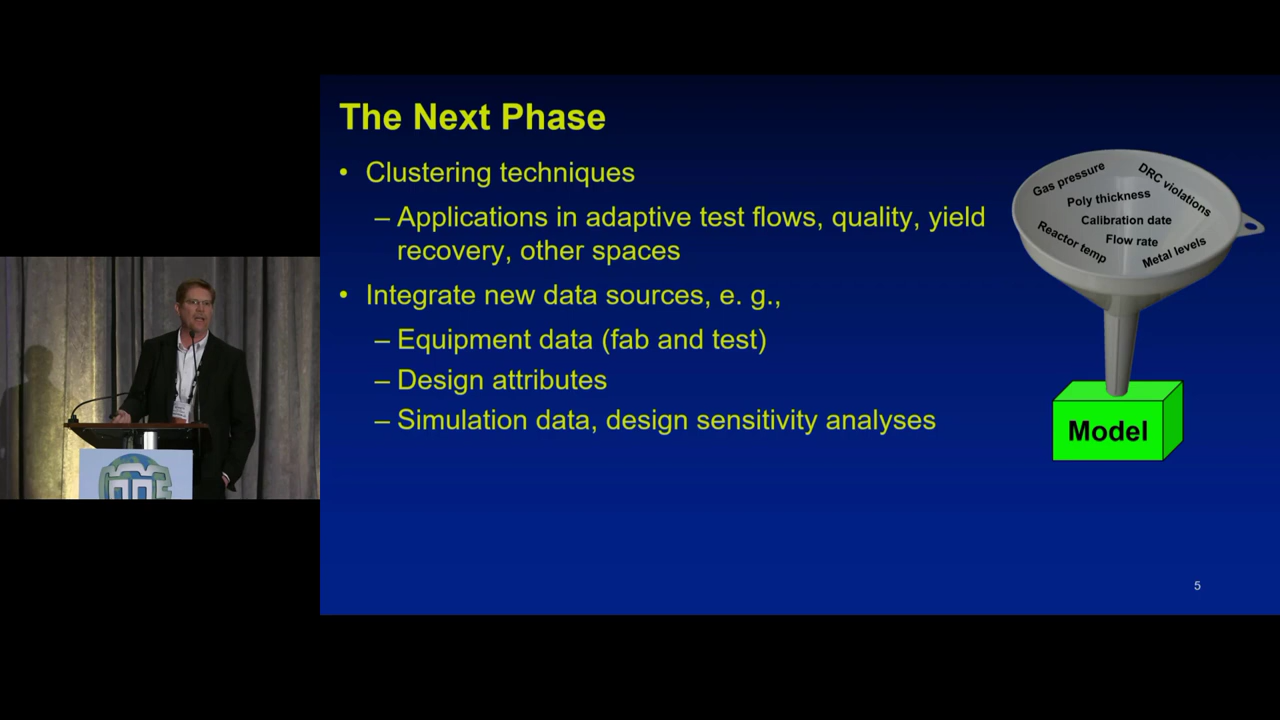 The Next Phase
• Clustering techniques
– Applications in adaptive test flows, quality, yield
recovery, other spaces
• Integrate new data sources, e. g.,
– Equipment data (fab and test)
– Design attributes
– Simulation data, design sensitivity analyses
Gas pressure
DRC violations
Poly thickness
Calibration date
Reactor temp
Flow rate
Metal levels
Model
5